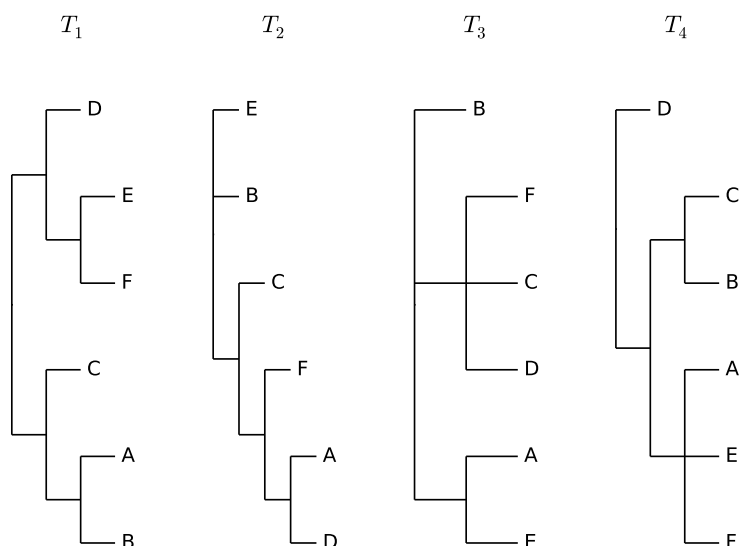 T₁ T₂ T₃ T₄
D E B D
E B F C
F C C B
C F D A
A A A E
B D E F